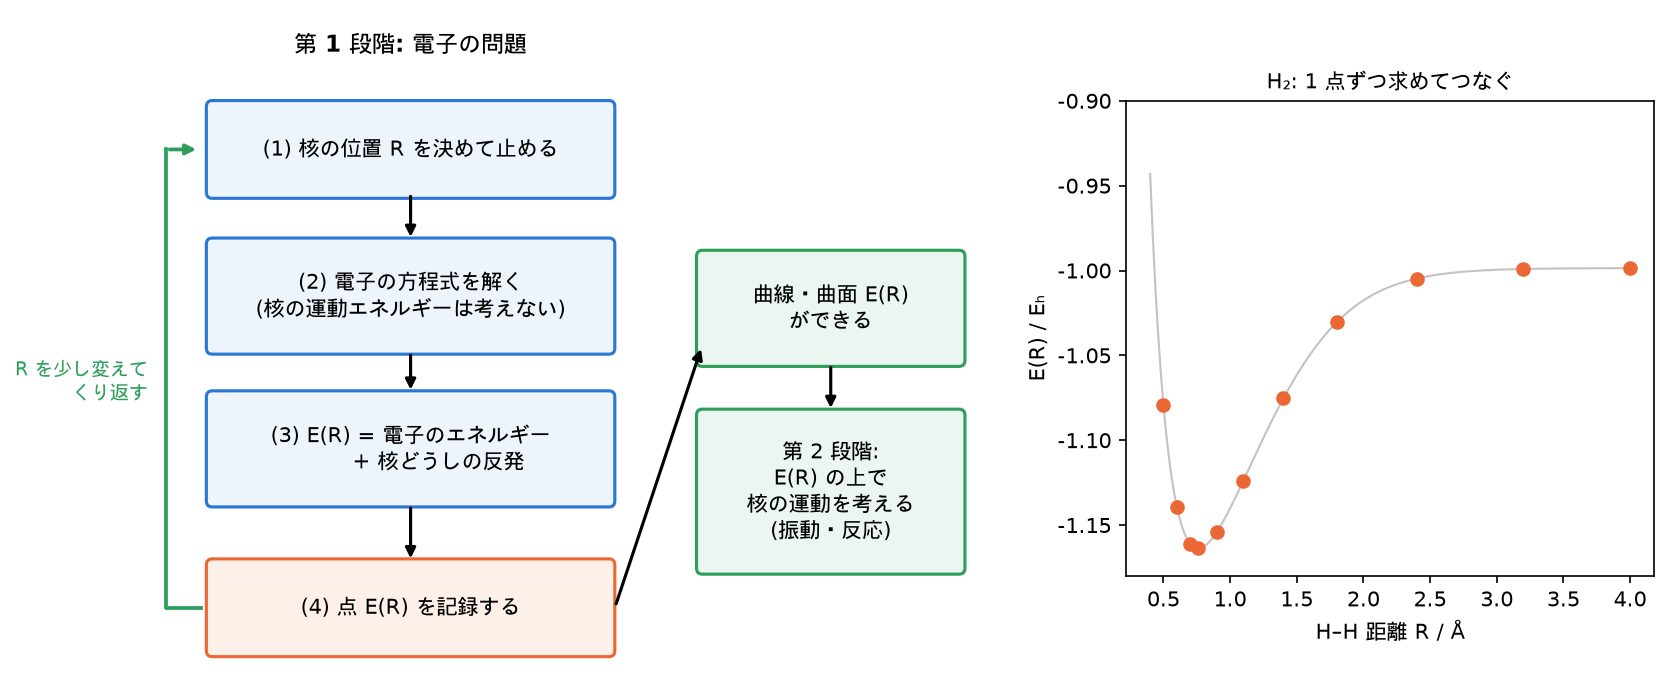 第 1 段階: 電子の問題
(1) 核の位置 R を決めて止める
(2) 電子の方程式を解く
(核の運動エネルギーは考えない)
(3) E(R) = 電子のエネルギー
+ 核どうしの反発
(4) 点 E(R) を記録する
R を少し変えて
くり返す
曲線・曲面 E(R)
ができる
第 2 段階:
E(R) の上で
核の運動を考える
(振動・反応)
H₂: 1 点ずつ求めてつなぐ
E(R) / Eₕ
-0.90
-0.95
-1.00
-1.05
-1.10
-1.15
0.5 1.0 1.5 2.0 2.5 3.0 3.5 4.0
H–H 距離 R / Å